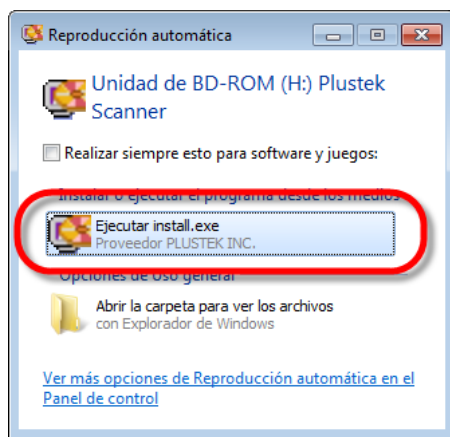 Reproducción automática
Unidad de BD-ROM (H:) Plustek
Scanner
Realizar siempre esto para software y juegos:
Instalar o ejecutar el programa desde los medios
Ejecutar install.exe
Proveedor PLUSTEK INC.
Opciones de uso general
Abrir la carpeta para ver los archivos
con Explorador de Windows
Ver más opciones de Reproducción automática en el
Panel de control